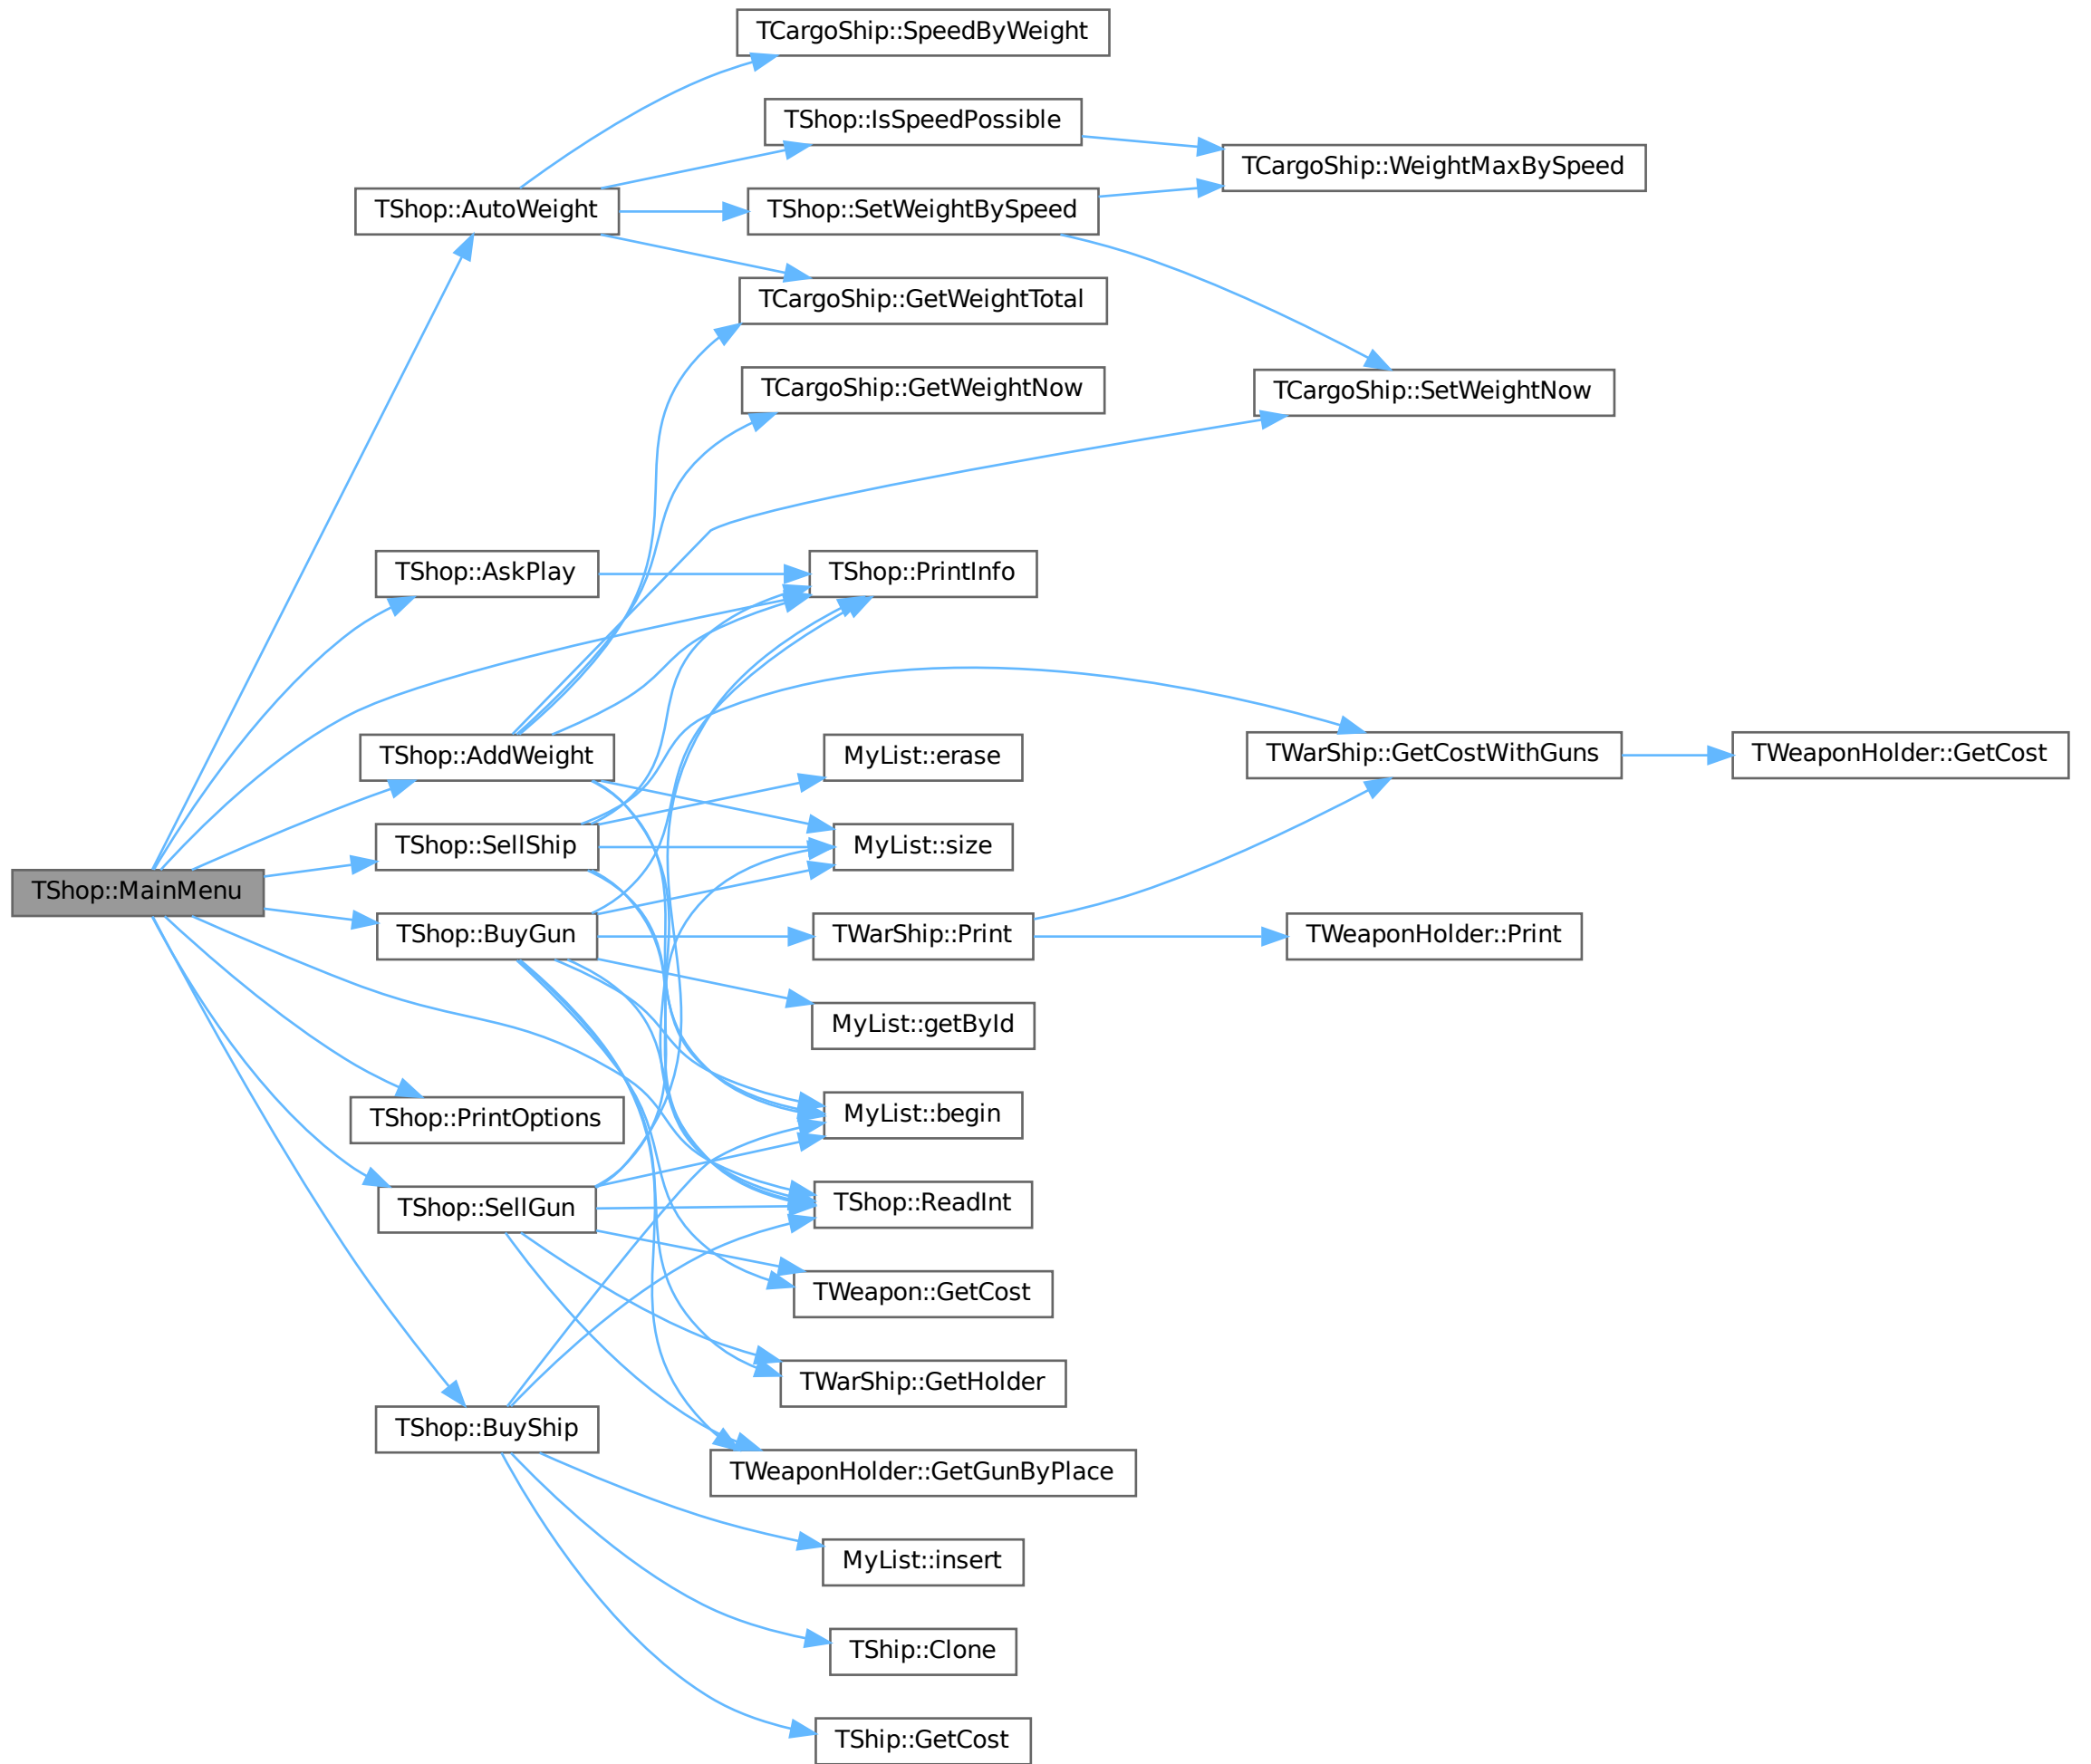 TCargoShip::SpeedByWeight
TShop::IsSpeedPossible
TCargoShip::WeightMaxBySpeed
TShop::AutoWeight
TShop::SetWeightBySpeed
TCargoShip::GetWeightTotal
TCargoShip::GetWeightNow
TCargoShip::SetWeightNow
TShop::AskPlay
TShop::PrintInfo
TShop::AddWeight
MyList::erase
TWarShip::GetCostWithGuns
TWeaponHolder::GetCost
TShop::SellShip
MyList::size
TShop::MainMenu
TShop::BuyGun
TWarShip::Print
TWeaponHolder::Print
MyList::getById
TShop::PrintOptions
MyList::begin
TShop::SellGun
TShop::ReadInt
TWeapon::GetCost
TWarShip::GetHolder
TShop::BuyShip
TWeaponHolder::GetGunByPlace
MyList::insert
TShip::Clone
TShip::GetCost